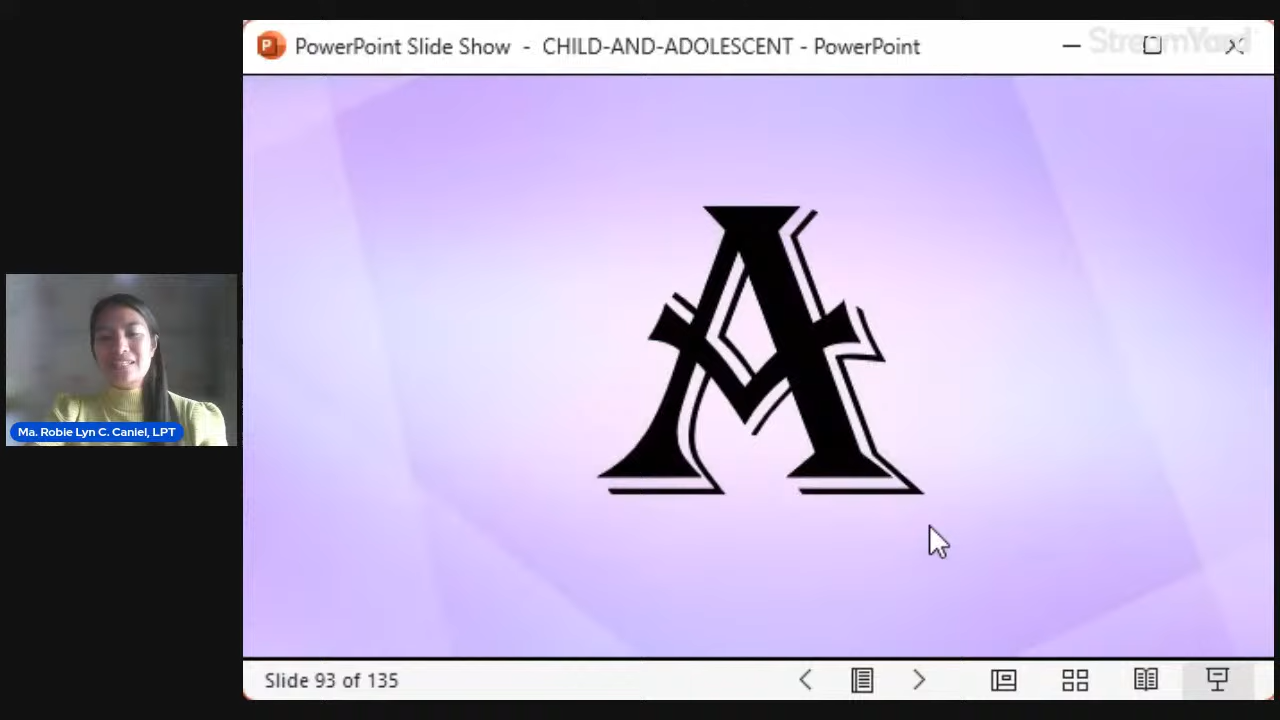 PowerPoint Slide Show - CHILD-AND-ADOLESCENT - PowerPoint
StreamYard
A
Ma. Robie Lyn C. Caniel, LPT
Slide 93 of 135